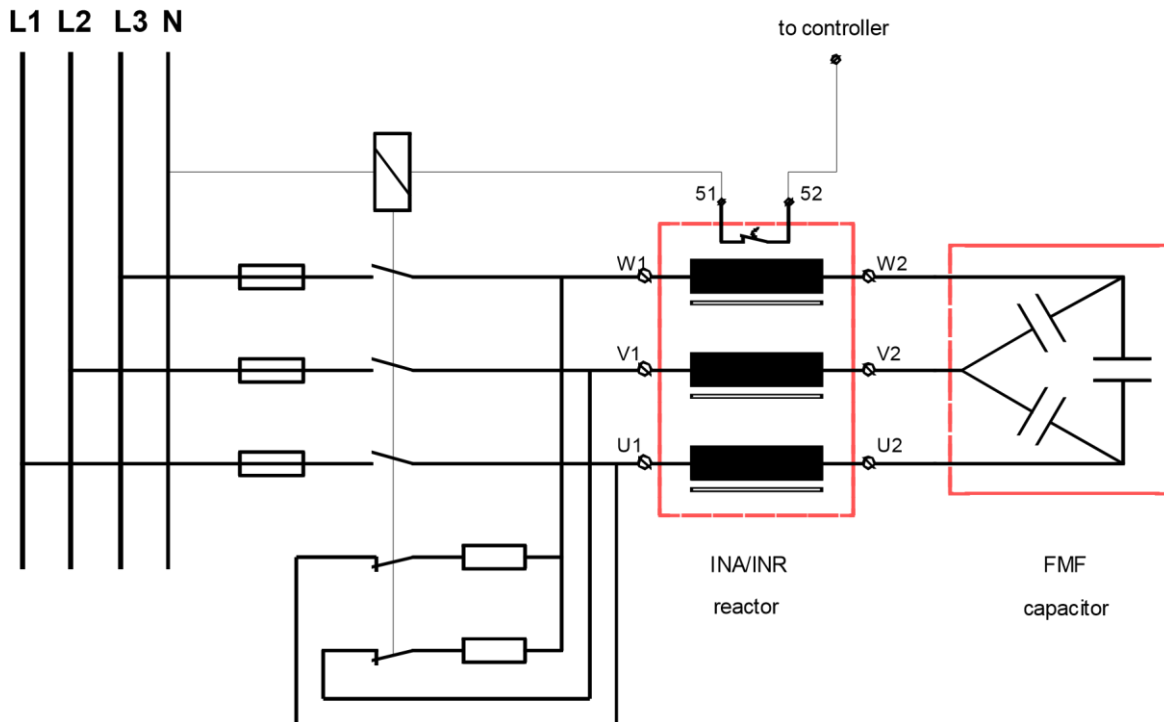 L1 L2 L3 N
to controller
51 52
W1 W2
V1 V2
U1 U2
INA/INR
reactor
FMF
capacitor